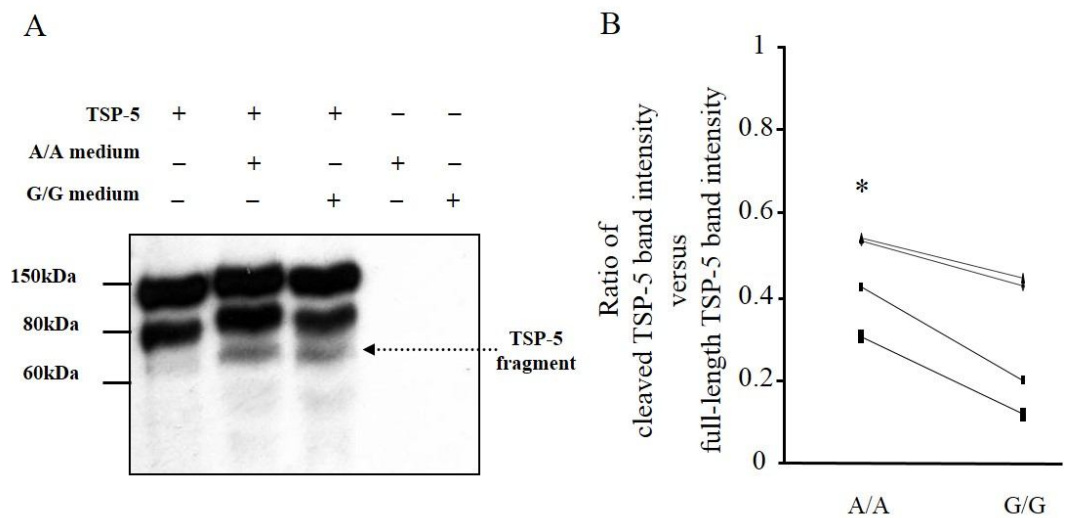 A
TSP-5 + + + – –
A/A medium – + – + –
G/G medium – – + – +
150kDa
80kDa
60kDa
TSP-5
fragment
B
Ratio of
cleaved TSP-5 band intensity
versus
full-length TSP-5 band intensity
1
0.8
0.6
0.4
0.2
0
*
A/A G/G